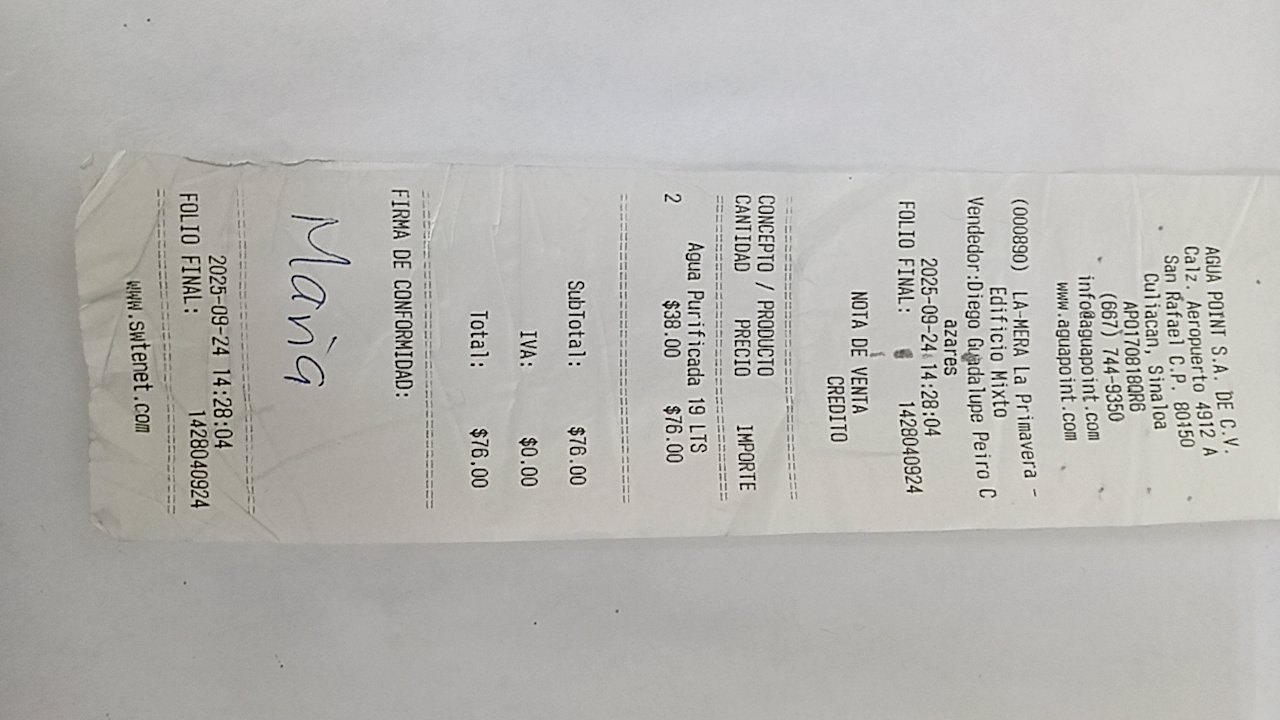 AGUA POINT S.A. DE C.V.
Calz. Aeropuerto 4912 A
San Rafael C.P. 80150
Culiacan, Sinaloa
APO170818QR6
(667) 744-9350
info@aguapoint.com
www.aguapoint.com
(000890) LA-MERA La Primavera -
Edificio Mixto
Vendedor:Diego Guadalupe Peiro C
azares
2025-09-24 14:28:04
FOLIO FINAL: 1428040924
NOTA DE VENTA
CREDITO
CONCEPTO / PRODUCTO
CANTIDAD PRECIO IMPORTE
Agua Purificada 19 LTS
2 $38.00 $76.00
SubTotal: $76.00
IVA: $0.00
Total: $76.00
FIRMA DE CONFORMIDAD:
Maria
2025-09-24 14:28:04
FOLIO FINAL: 1428040924
www.swtenet.com